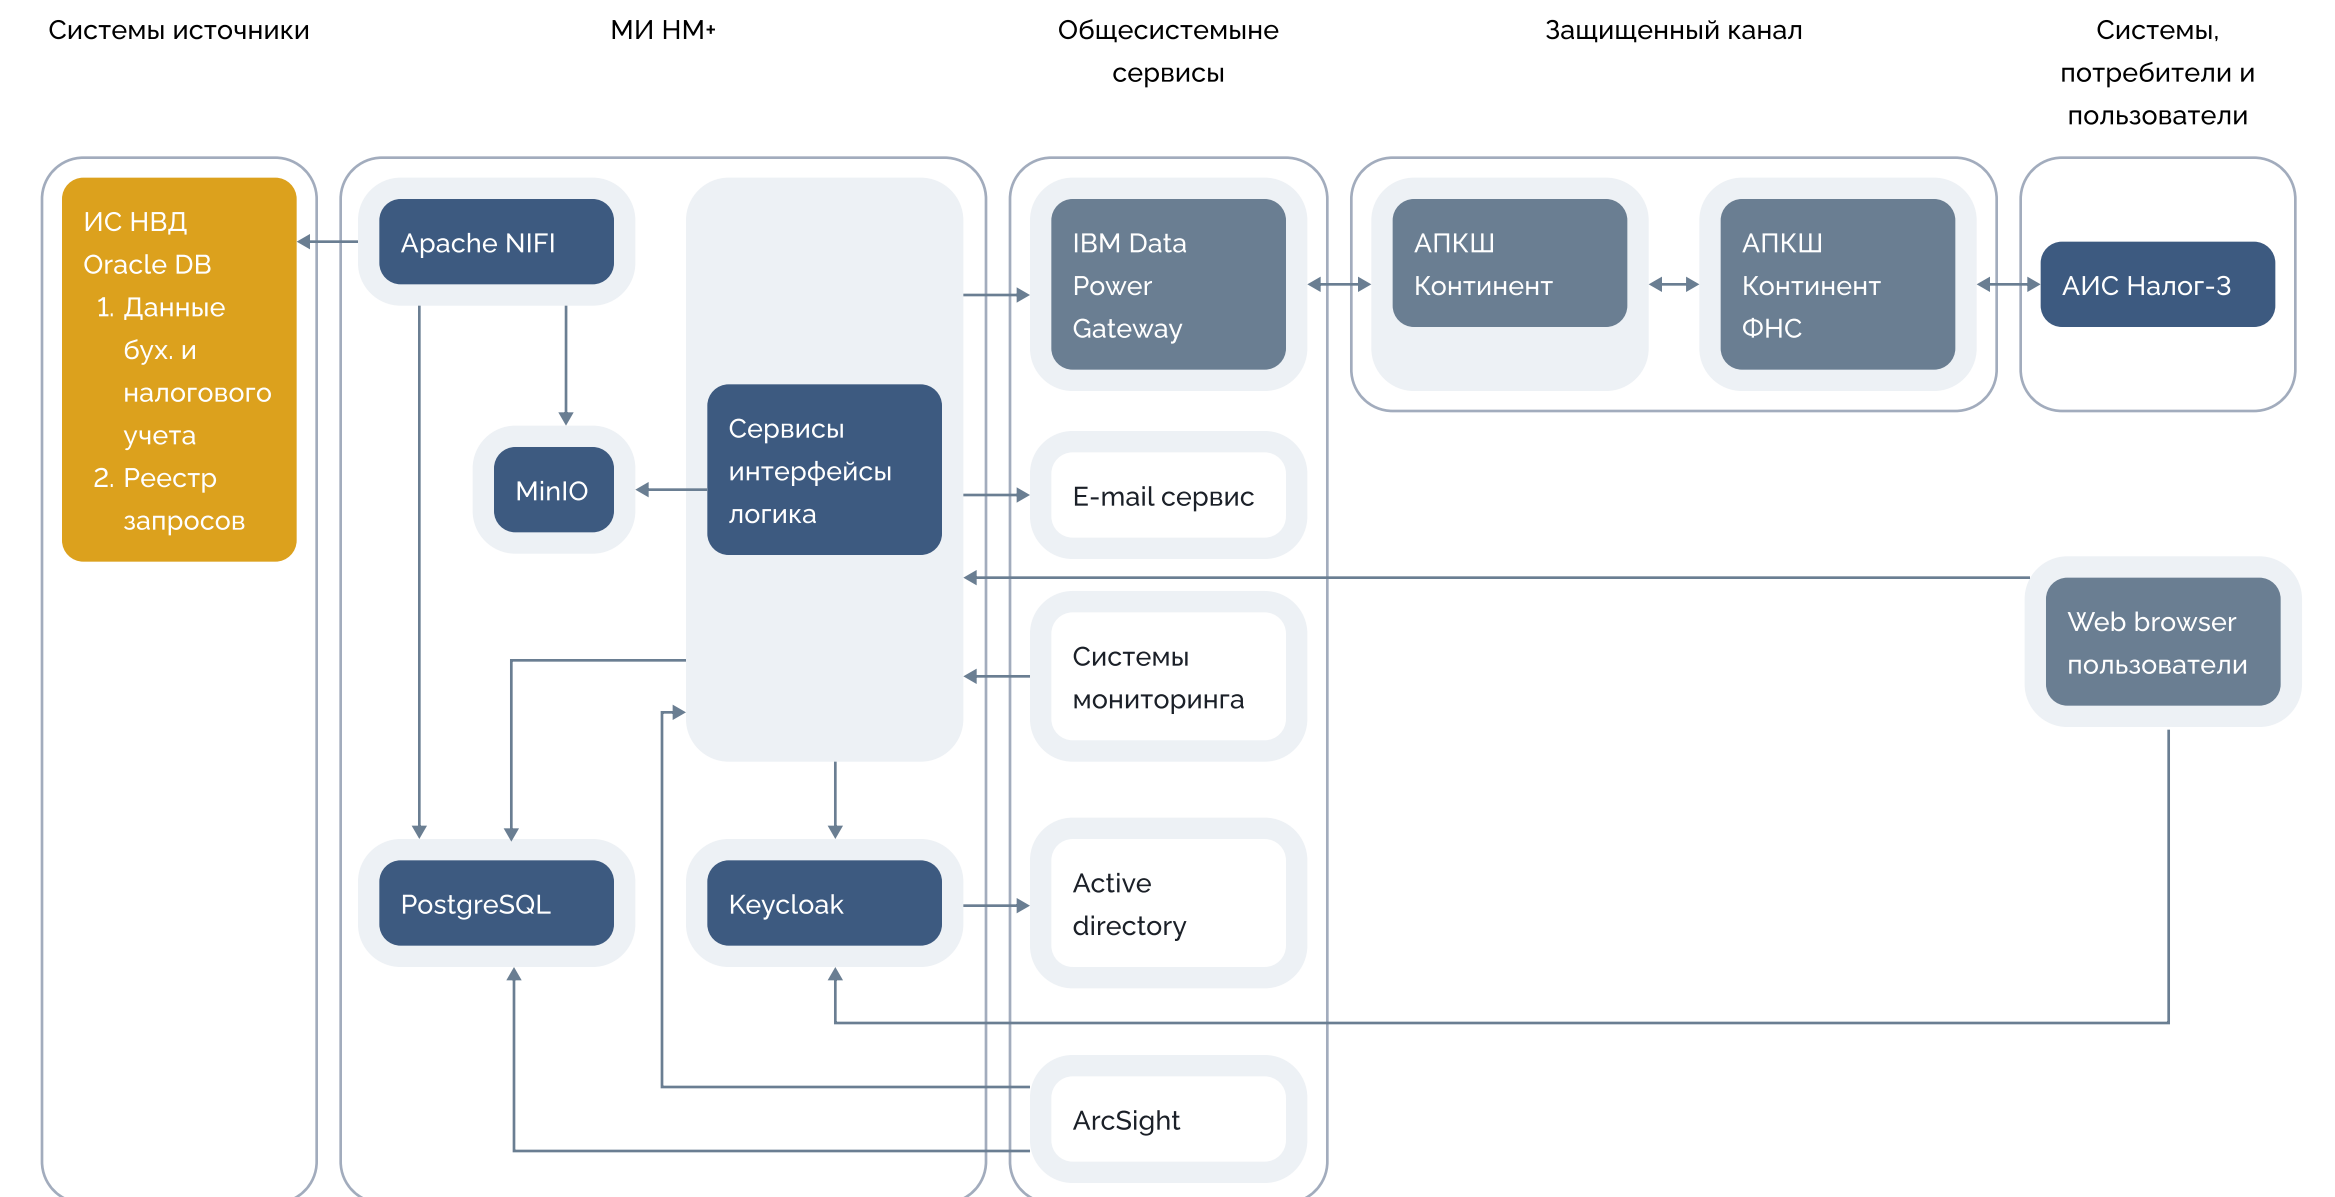 Системы источники
МИ НМ+
Общесистемыне
сервисы
Защищенный канал
Системы,
потребители и
пользователи
ИС НВД
Oracle DB
1. Данные
бух. и
налогового
учета
2. Реестр
запросов
Apache NIFI
MinIO
Сервисы
интерфейсы
логика
PostgreSQL
Keycloak
IBM Data
Power
Gateway
E-mail сервис
Системы
мониторинга
Active
directory
ArcSight
АПКШ
Континент
АПКШ
Континент
ФНС
АИС Налог-3
Web browser
пользователи